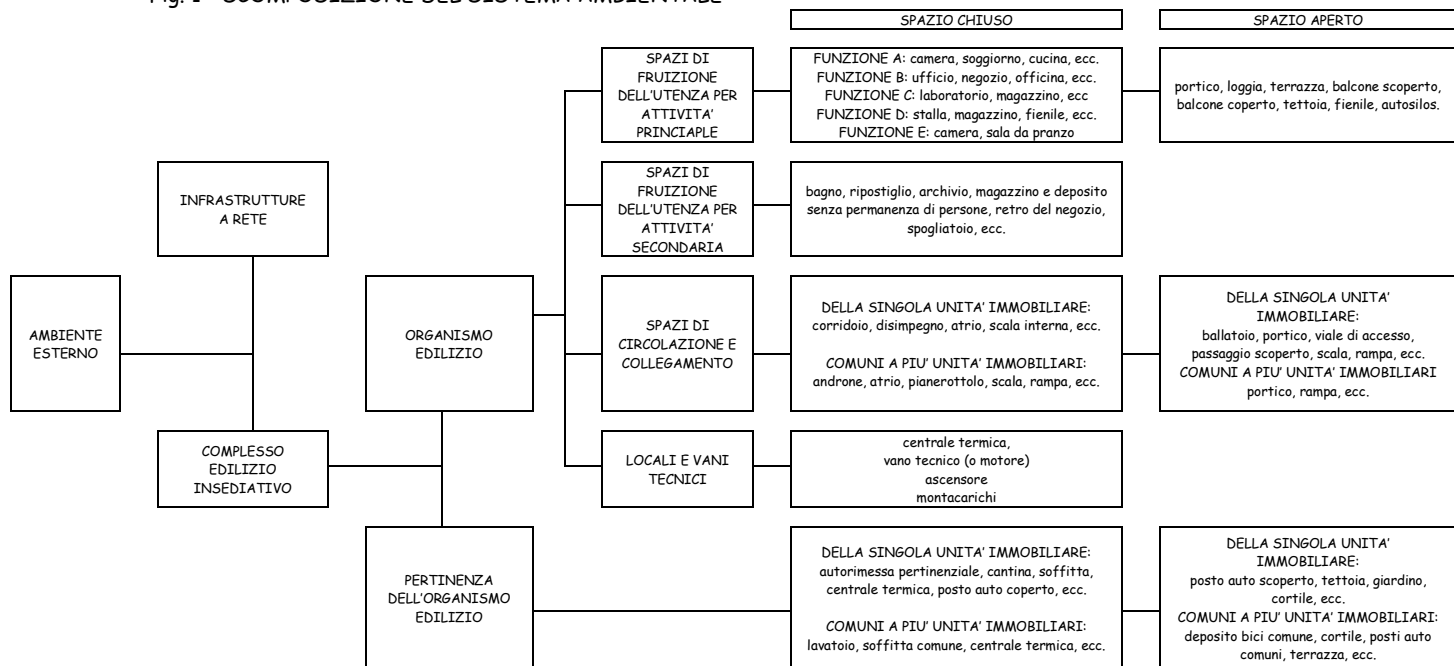 Fig. 1 - SCOMPOSIZIONE DEL SISTEMA AMBIENTALE
SPAZIO CHIUSO
SPAZIO APERTO
SPAZI DI
FRUIZIONE
DELL'UTENZA PER
ATTIVITA'
PRINCIAPLE
FUNZIONE A: camera, soggiorno, cucina, ecc.
FUNZIONE B: ufficio, negozio, officina, ecc.
FUNZIONE C: laboratorio, magazzino, ecc
FUNZIONE D: stalla, magazzino, fienile, ecc.
FUNZIONE E: camera, sala da pranzo
portico, loggia, terrazza, balcone scoperto,
balcone coperto, tettoia, fienile, autosilos.
INFRASTRUTTURE
A RETE
SPAZI DI
FRUIZIONE
DELL'UTENZA PER
ATTIVITA'
SECONDARIA
bagno, ripostiglio, archivio, magazzino e deposito
senza permanenza di persone, retro del negozio,
spogliatoio, ecc.
AMBIENTE
ESTERNO
ORGANISMO
EDILIZIO
SPAZI DI
CIRCOLAZIONE E
COLLEGAMENTO
DELLA SINGOLA UNITA' IMMOBILIARE:
corridoio, disimpegno, atrio, scala interna, ecc.
COMUNI A PIU' UNITA' IMMOBILIARI:
androne, atrio, pianerottolo, scala, rampa, ecc.
DELLA SINGOLA UNITA'
IMMOBILIARE:
ballatoio, portico, viale di accesso,
passaggio scoperto, scala, rampa, ecc.
COMUNI A PIU' UNITA' IMMOBILIARI
portico, rampa, ecc.
COMPLESSO
EDILIZIO
INSEDIATIVO
LOCALI E VANI
TECNICI
centrale termica,
vano tecnico (o motore)
ascensore
montacarichi
PERTINENZA
DELL'ORGANISMO
EDILIZIO
DELLA SINGOLA UNITA' IMMOBILIARE:
autorimessa pertinenziale, cantina, soffitta,
centrale termica, posto auto coperto, ecc.
COMUNI A PIU' UNITA' IMMOBILIARI:
lavatoio, soffitta comune, centrale termica, ecc.
DELLA SINGOLA UNITA'
IMMOBILIARE:
posto auto scoperto, tettoia, giardino,
cortile, ecc.
COMUNI A PIU' UNITA' IMMOBILIARI:
deposito bici comune, cortile, posti auto
comuni, terrazza, ecc.